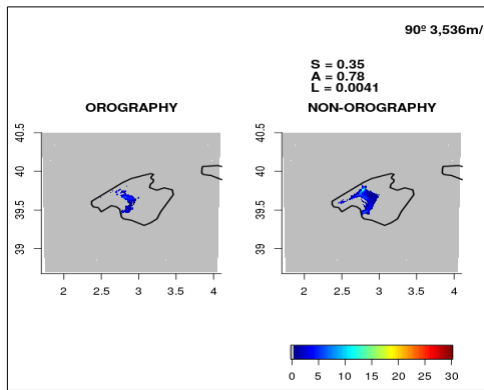 90º 3,536m/
S = 0.35
A = 0.78
L = 0.0041
OROGRAPHY NON-OROGRAPHY
40.5 40.5
40 40
39.5 39.5
39 39
2 2.5 3 3.5 4 2 2.5 3 3.5 4
0 5 10 15 20 25 30